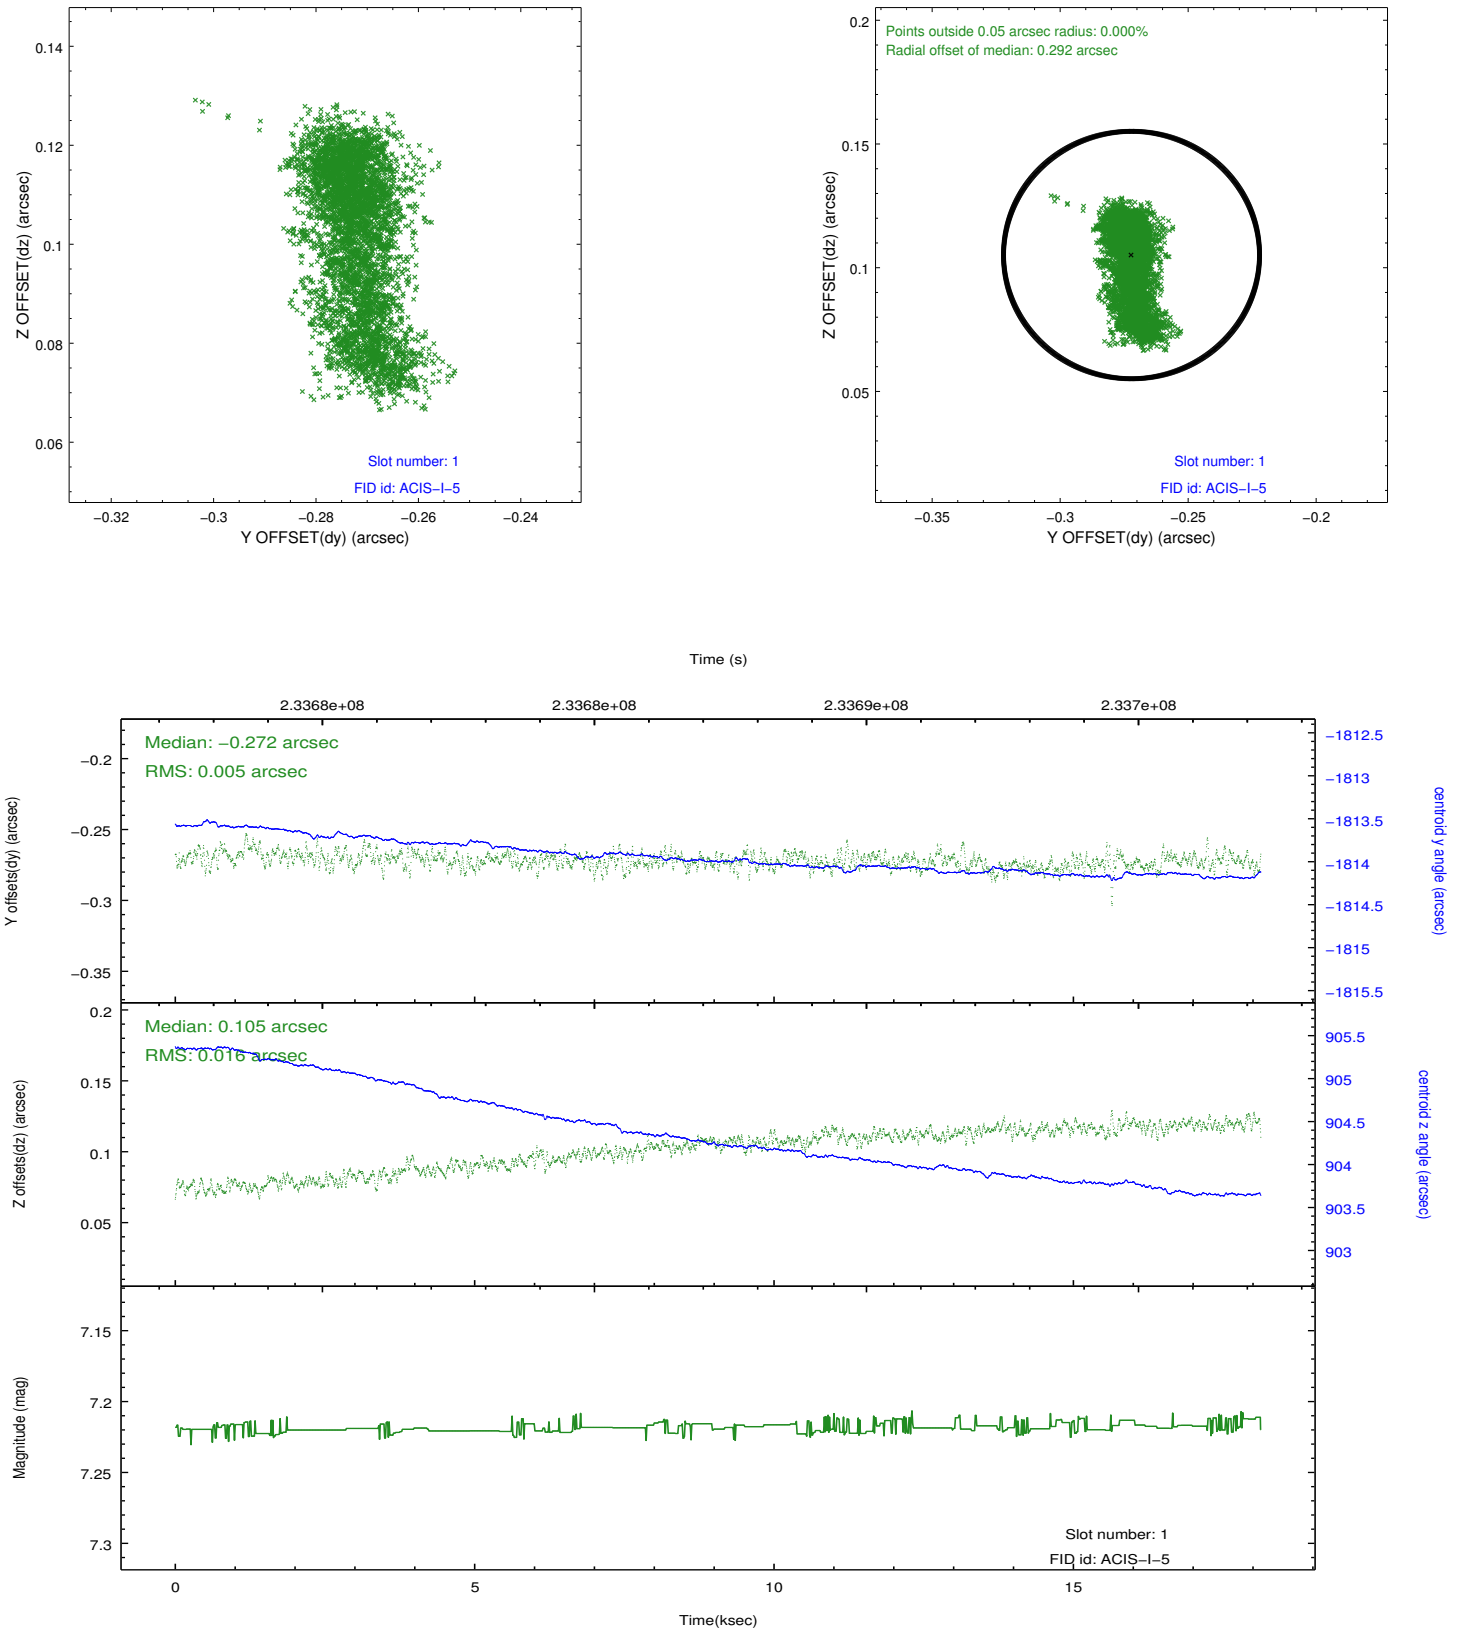 0.14
0.12
0.1
0.08
0.06
Z OFFSET(dz) (arcsec)
Slot number: 1
FID id: ACIS−I−5
−0.32 −0.3 −0.28 −0.26 −0.24
Y OFFSET(dy) (arcsec)
Points outside 0.05 arcsec radius: 0.000%
Radial offset of median: 0.292 arcsec
0.2
0.15
0.1
0.05
Z OFFSET(dz) (arcsec)
Slot number: 1
FID id: ACIS−I−5
−0.35 −0.3 −0.25 −0.2
Y OFFSET(dy) (arcsec)
Time (s)
2.3368e+08 2.3368e+08 2.3369e+08 2.337e+08
Median: −0.272 arcsec
RMS: 0.005 arcsec
−0.2
−0.25
−0.3
−0.35
Y offsets(dy) (arcsec)
−1812.5
−1813
−1813.5
−1814
−1814.5
−1815
−1815.5
centroid y angle (arcsec)
Median: 0.105 arcsec
RMS: 0.016 arcsec
0.2
0.15
0.1
0.05
Z offsets(dz) (arcsec)
905.5
905
904.5
904
903.5
903
centroid z angle (arcsec)
7.15
7.2
7.25
7.3
Magnitude (mag)
Slot number: 1
FID id: ACIS−I−5
0 5 10 15
Time(ksec)